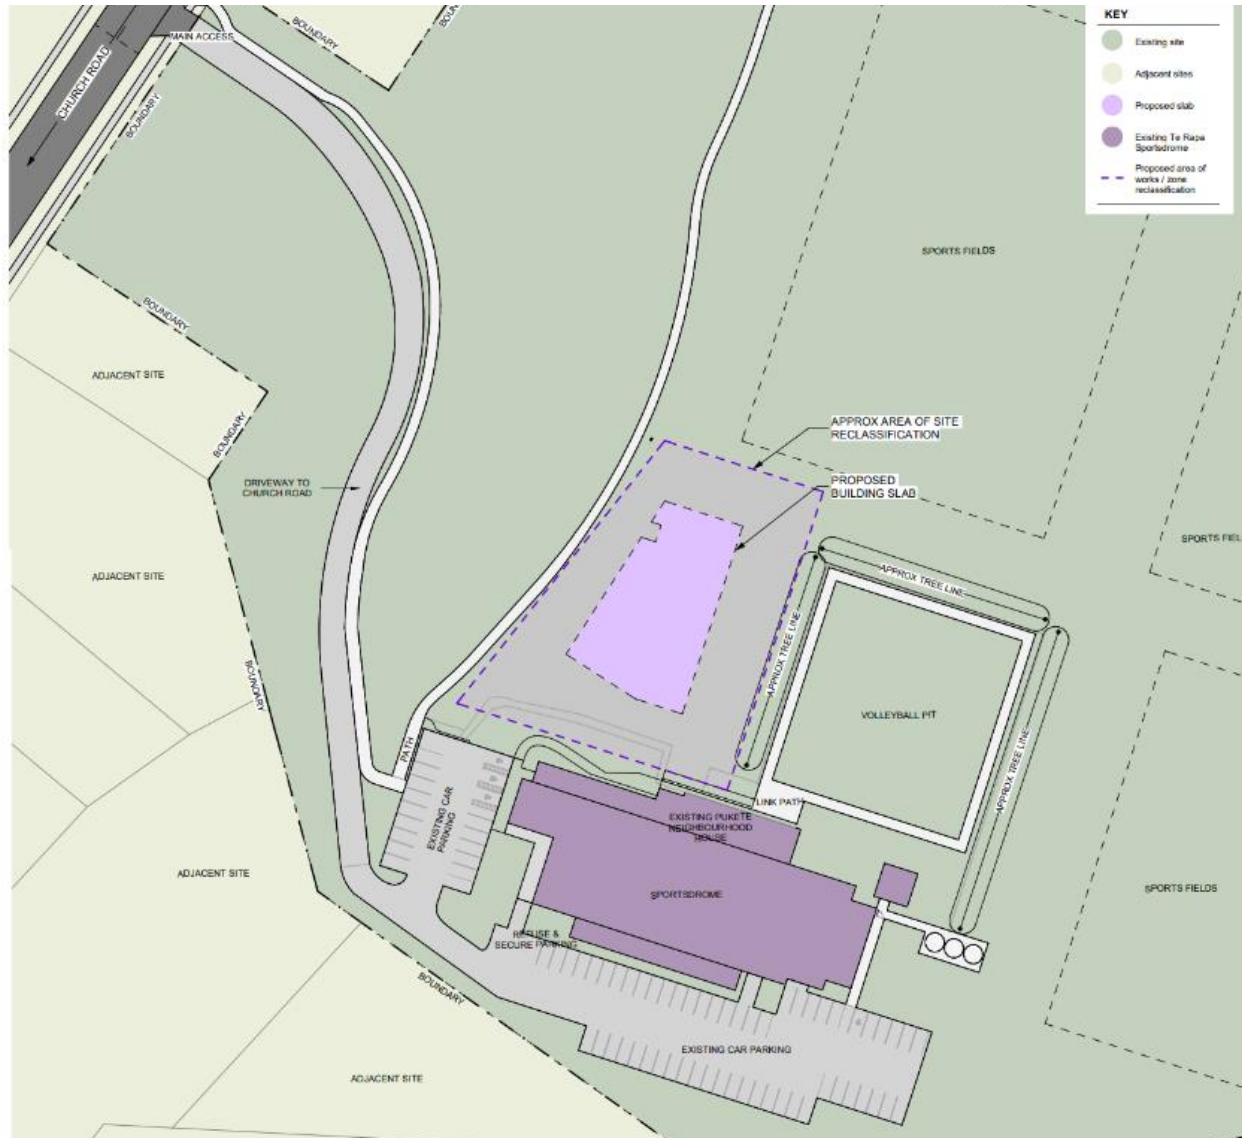 BOUNDARY
MAIN ACCESS
CHURCH ROAD
BOUNDARY
KEY
Existing site
Adjacent sites
Proposed slab
Existing Te Rapa
Sportsdrome
Proposed area of
works / zone
reclassification
SPORTS FIELDS
BOUNDARY
ADJACENT SITE
BOUNDARY
APPROX AREA OF SITE
RECLASSIFICATION
DRIVEWAY TO
CHURCH ROAD
PROPOSED
BUILDING SLAB
SPORTS FIEL
ADJACENT SITE
APPROX TREE LINE
APPROX TREE LINE
BOUNDARY
VOLLEYBALL PIT
PATH
APPROX TREE LINE
EXISTING CAR
PARKING
LINK PATH
EXISTING PUKETE
NEIGHBOURHOOD
HOUSE
ADJACENT SITE
SPORTSDROME
SPORTS FIELDS
REFUSE &
SECURE PARKING
BOUNDARY
EXISTING CAR PARKING
ADJACENT SITE